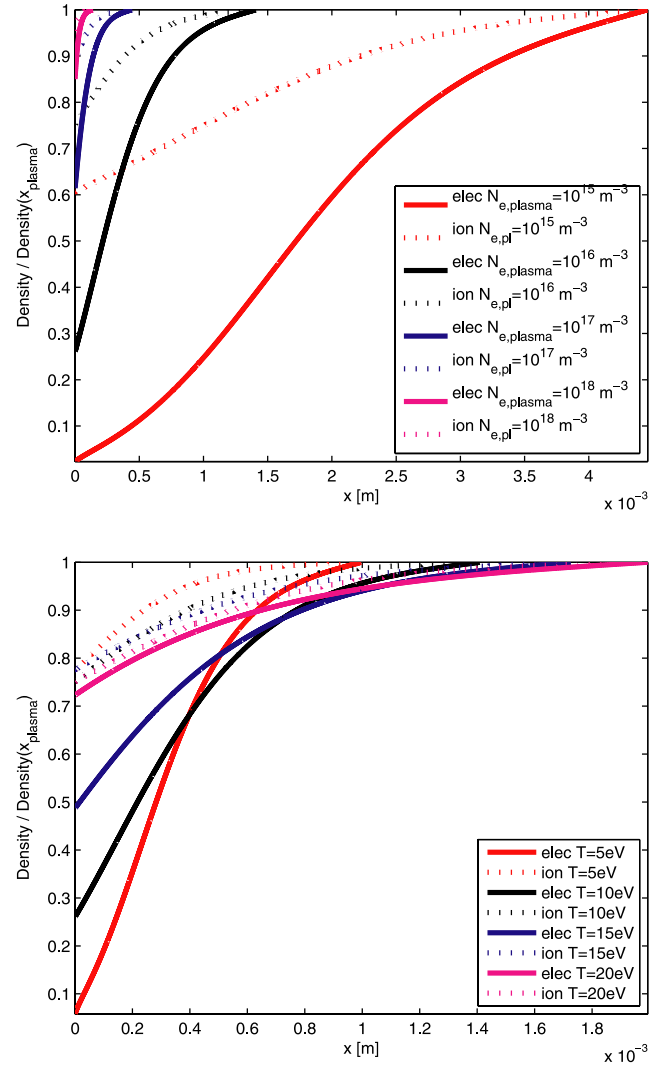 1
0.9
0.8
0.7
0.6
0.5
0.4
0.3
0.2
0.1
Density / Density(x_plasma)
elec N_e,plasma=10^15 m^−3
ion N_e,pl=10^15 m^−3
elec N_e,plasma=10^16 m^−3
ion N_e,pl=10^16 m^−3
elec N_e,plasma=10^17 m^−3
ion N_e,pl=10^17 m^−3
elec N_e,plasma=10^18 m^−3
ion N_e,pl=10^18 m^−3
0 0.5 1 1.5 2 2.5 3 3.5 4
x [m]
x 10^−3
1
0.9
0.8
0.7
0.6
0.5
0.4
0.3
0.2
0.1
Density / Density(x_plasma)
elec T=5eV
ion T=5eV
elec T=10eV
ion T=10eV
elec T=15eV
ion T=15eV
elec T=20eV
ion T=20eV
0 0.2 0.4 0.6 0.8 1 1.2 1.4 1.6 1.8
x [m]
x 10^−3